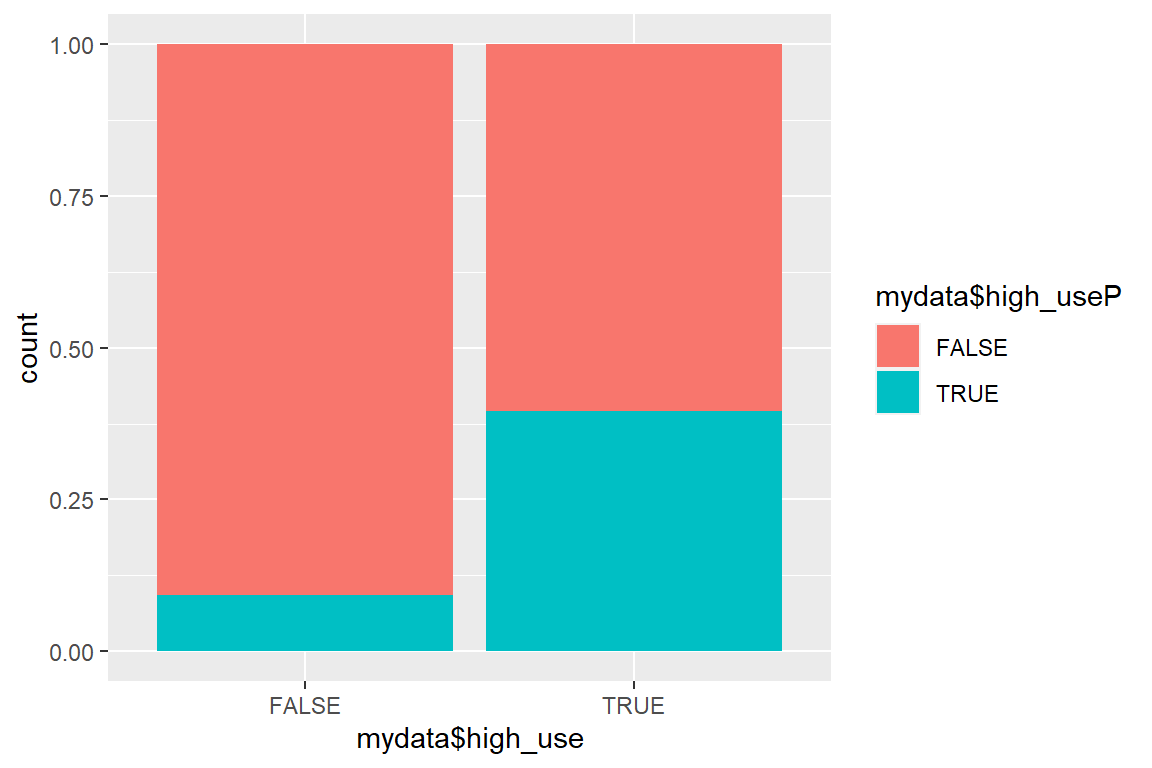 1.00
0.75
0.50
0.25
0.00
count
FALSE TRUE
mydata$high_use
mydata$high_useP
FALSE
TRUE